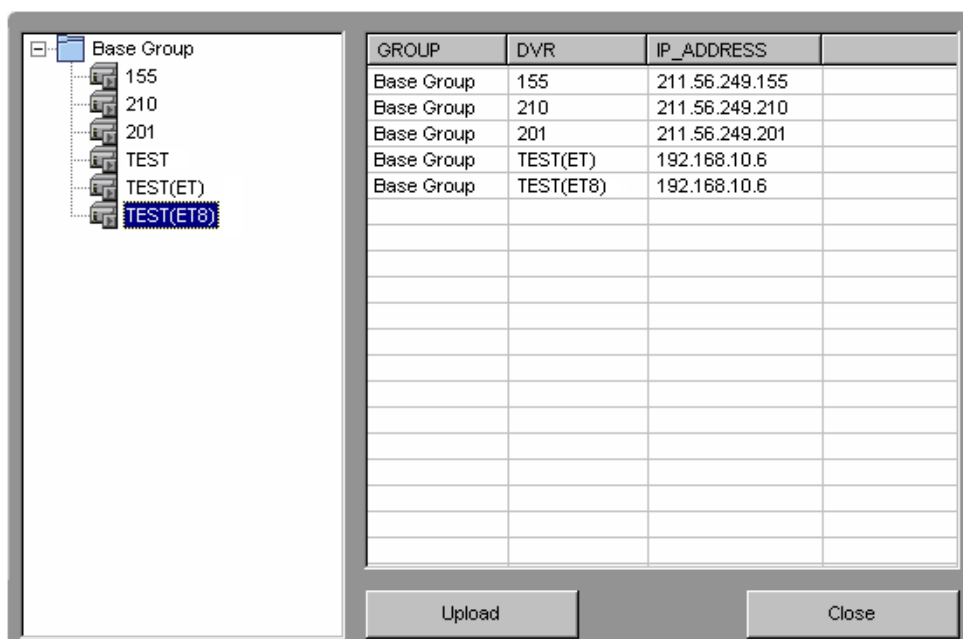 Base Group
155
210
201
TEST
TEST(ET)
TEST(ET8)
GROUP DVR IP_ADDRESS
Base Group 155 211.56.249.155
Base Group 210 211.56.249.210
Base Group 201 211.56.249.201
Base Group TEST(ET) 192.168.10.6
Base Group TEST(ET8) 192.168.10.6
Upload Close